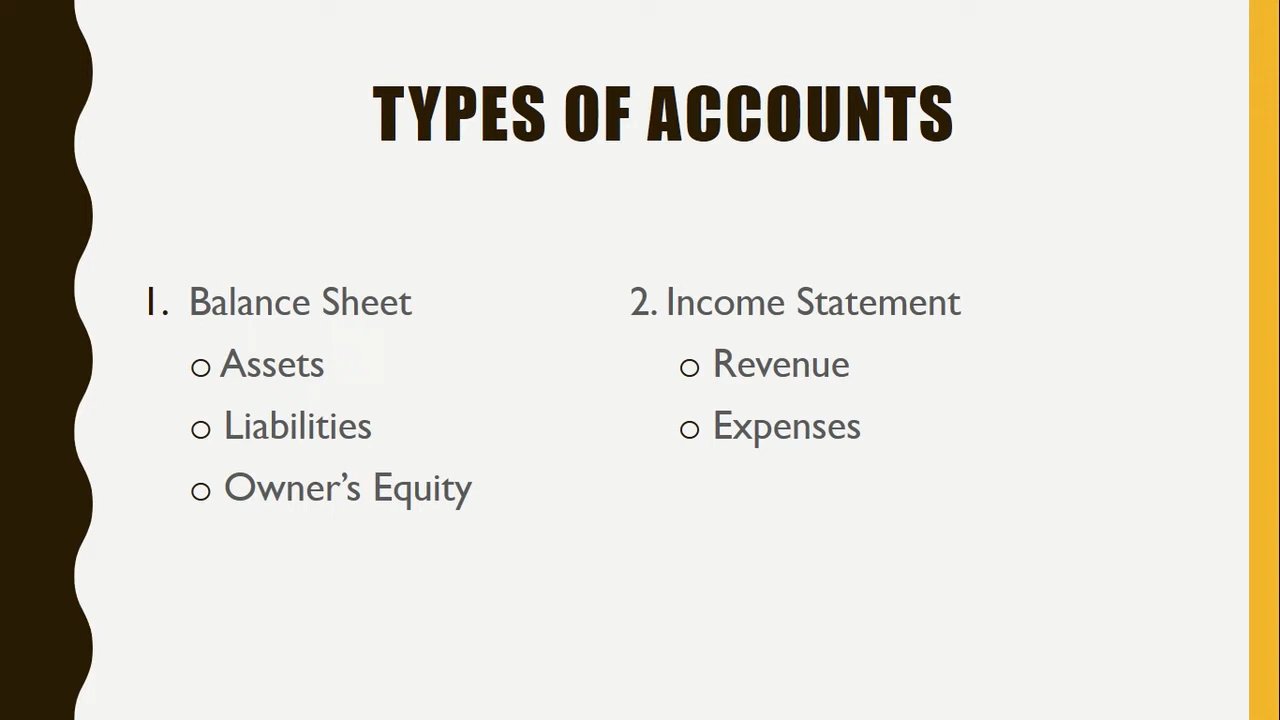 TYPES OF ACCOUNTS
1. Balance Sheet
o Assets
o Liabilities
o Owner’s Equity
2. Income Statement
o Revenue
o Expenses